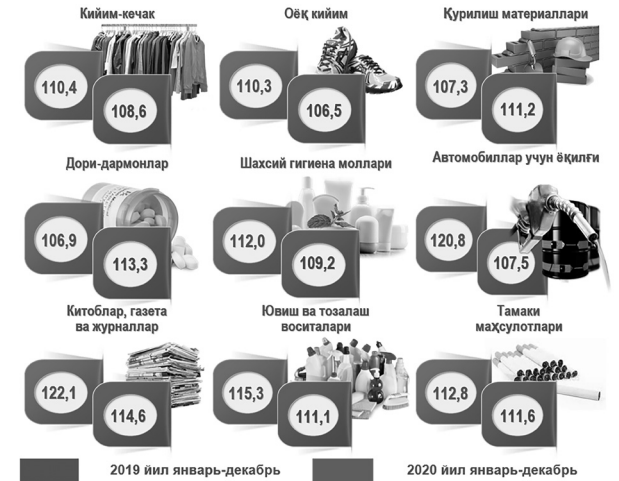 Кийим-кечак
Оёқ кийим
Қурилиш материаллари
110,4
108,6
110,3
106,5
107,3
111,2
Дори-дармонлар
Шахсий гигиена моллари
Автомобиллар учун ёқилғи
106,9
113,3
112,0
109,2
120,8
107,5
Китоблар, газета
ва журналлар
Ювиш ва тозалаш
воситалари
Тамаки
маҳсулотлари
122,1
114,6
115,3
111,1
112,8
111,6
2019 йил январь-декабрь
2020 йил январь-декабрь